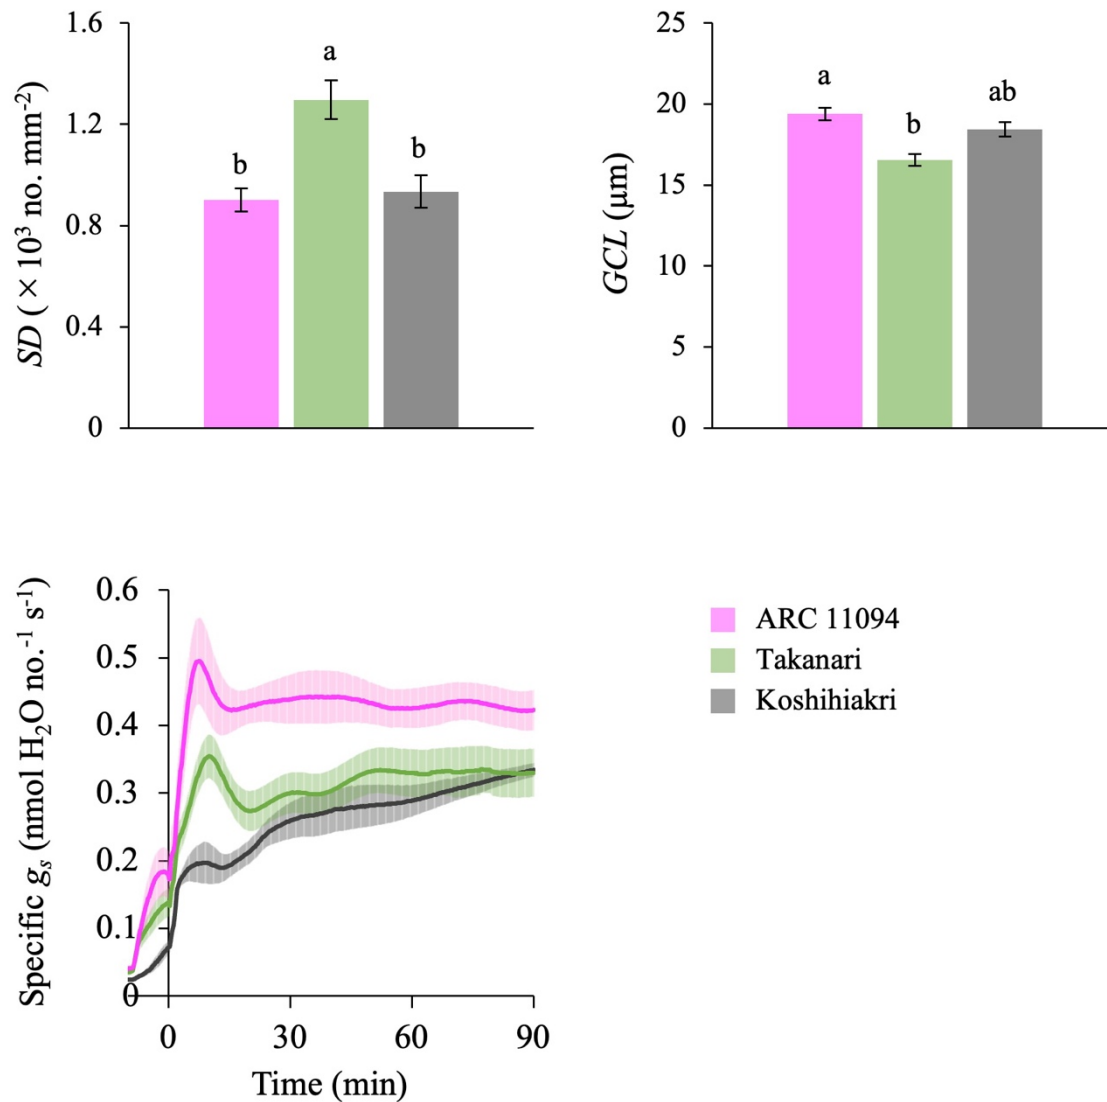 SD ( × 10³ no. mm⁻²)
1.6
1.2
0.8
0.4
0
b
a
b
GCL (μm)
25
20
15
10
5
0
a
b
ab
Specific gₛ (nmol H₂O no.⁻¹ s⁻¹)
0.6
0.5
0.4
0.3
0.2
0.1
0
0
30
60
90
Time (min)
ARC 11094
Takanari
Koshihiakri